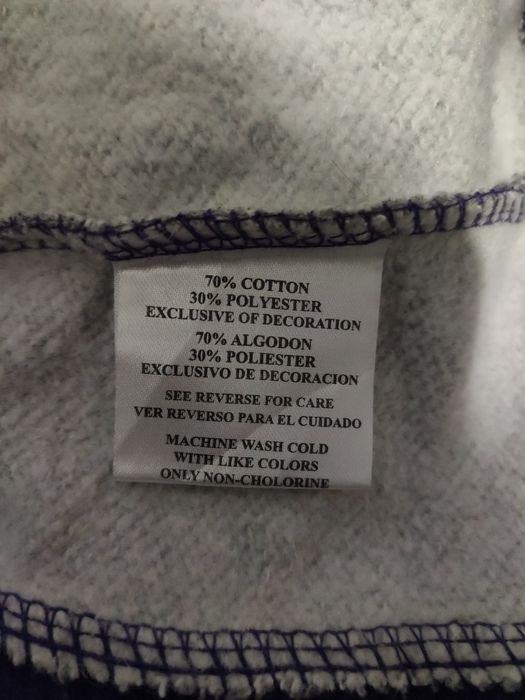 70% COTTON
30% POLYESTER
EXCLUSIVE OF DECORATION
70% ALGODON
30% POLIESTER
EXCLUSIVO DE DECORACION
SEE REVERSE FOR CARE
VER REVERSO PARA EL CUIDADO
MACHINE WASH COLD
WITH LIKE COLORS
ONLY NON-CHOLORINE